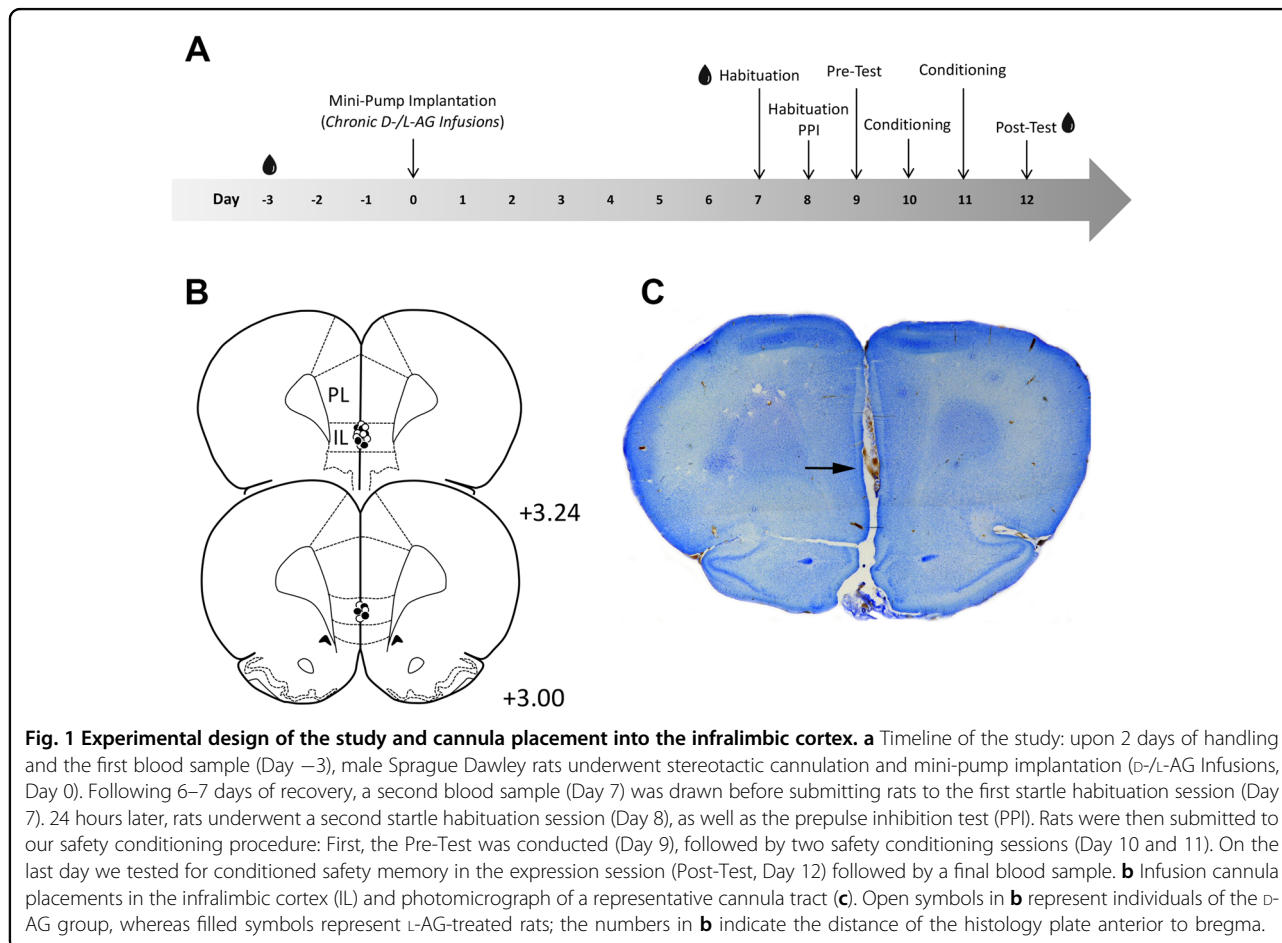 A
Mini-Pump Implantation
(Chronic D-/L-AG Infusions)
Habituation
Habituation
PPI
Pre-Test
Conditioning
Conditioning
Post-Test
Day -3 -2 -1 0 1 2 3 4 5 6 7 8 9 10 11 12
B
PL
IL
+3.24
+3.00
C
Fig. 1 Experimental design of the study and cannula placement into the infralimbic cortex. a Timeline of the study: upon 2 days of handling
and the first blood sample (Day −3), male Sprague Dawley rats underwent stereotactic cannulation and mini-pump implantation (D-/L-AG Infusions,
Day 0). Following 6–7 days of recovery, a second blood sample (Day 7) was drawn before submitting rats to the first startle habituation session (Day
7). 24 hours later, rats underwent a second startle habituation session (Day 8), as well as the prepulse inhibition test (PPI). Rats were then submitted to
our safety conditioning procedure: First, the Pre-Test was conducted (Day 9), followed by two safety conditioning sessions (Day 10 and 11). On the
last day we tested for conditioned safety memory in the expression session (Post-Test, Day 12) followed by a final blood sample. b Infusion cannula
placements in the infralimbic cortex (IL) and photomicrograph of a representative cannula tract (c). Open symbols in b represent individuals of the D-
AG group, whereas filled symbols represent L-AG-treated rats; the numbers in b indicate the distance of the histology plate anterior to bregma.